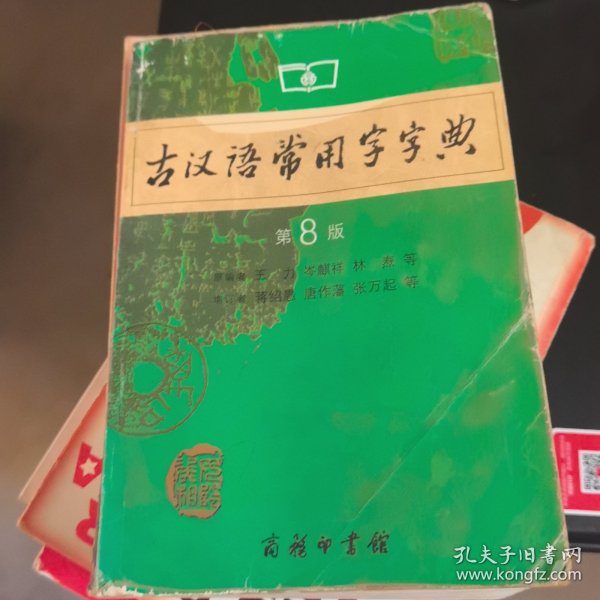 古汉语常用字字典
第8版
原编者 王力 岑麒祥 林焘 等
增订者 蒋绍愚 唐作藩 张万起 等
商务印书馆
孔夫子旧书网
www.kongfz.com